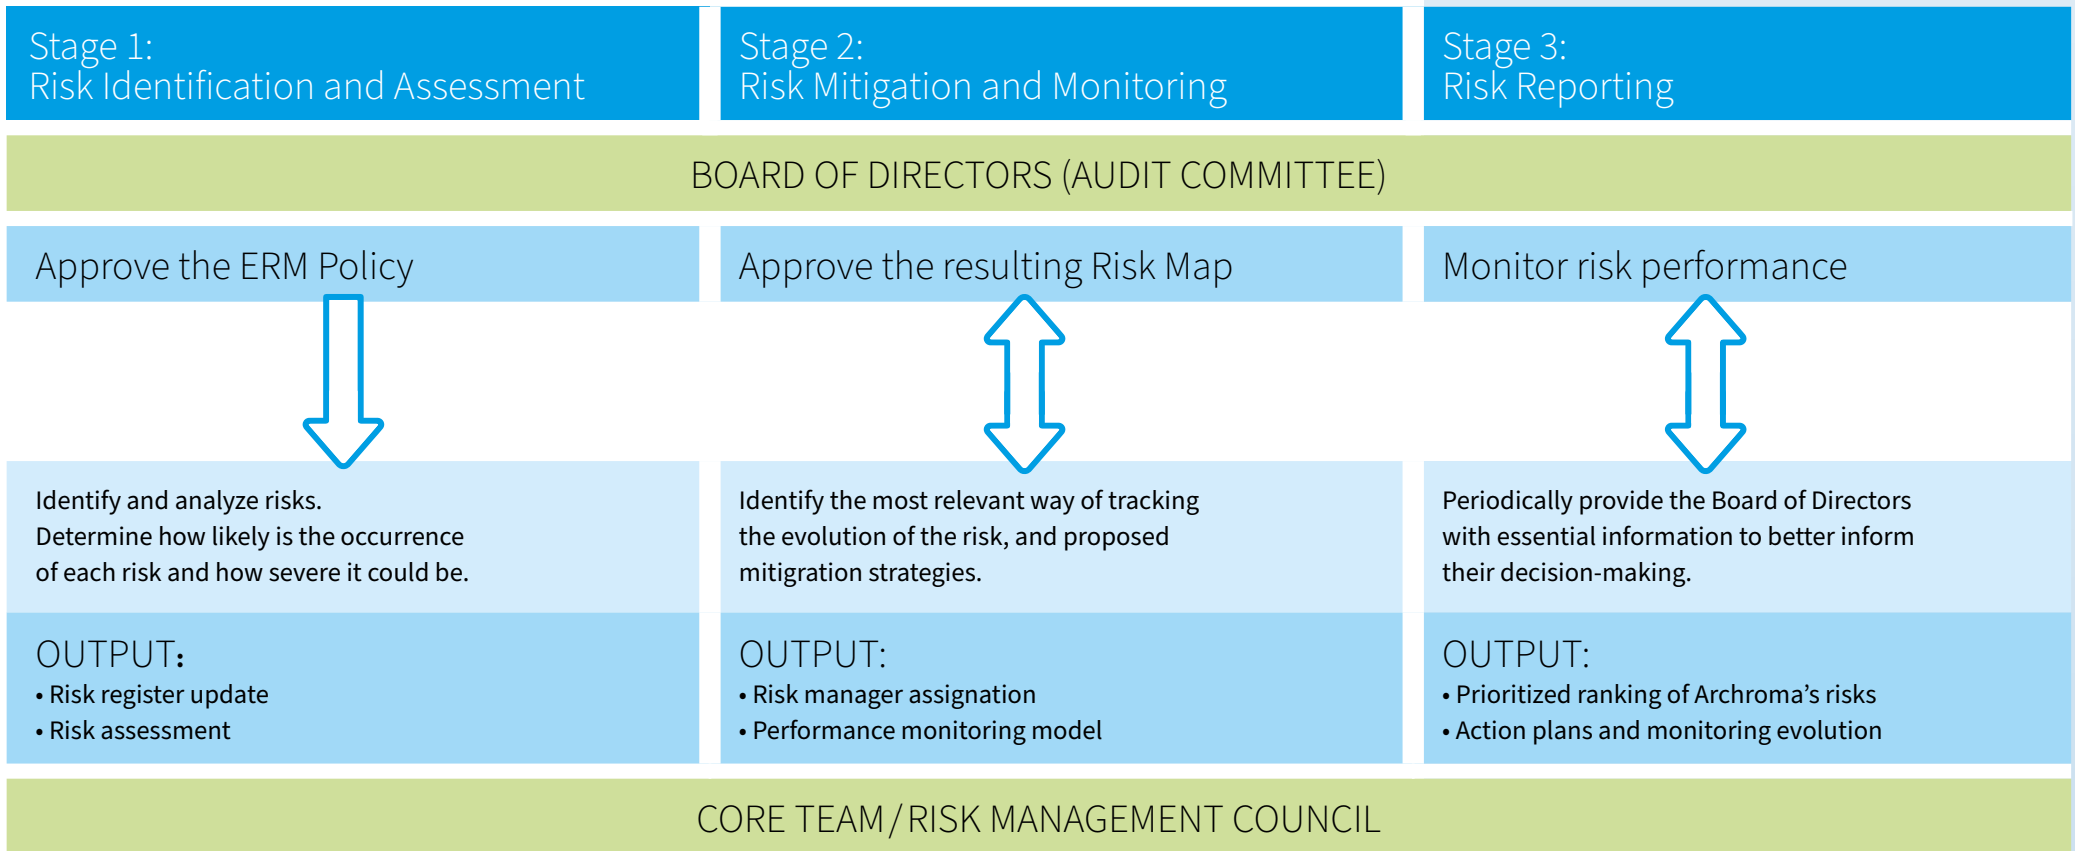 Stage 1:
Risk Identification and Assessment
Stage 2:
Risk Mitigation and Monitoring
Stage 3:
Risk Reporting
BOARD OF DIRECTORS (AUDIT COMMITTEE)
Approve the ERM Policy
Approve the resulting Risk Map
Monitor risk performance
Identify and analyze risks.
Determine how likely is the occurrence
of each risk and how severe it could be.
Identify the most relevant way of tracking
the evolution of the risk, and proposed
mitigration strategies.
Periodically provide the Board of Directors
with essential information to better inform
their decision-making.
OUTPUT:
• Risk register update
• Risk assessment
OUTPUT:
• Risk manager assignation
• Performance monitoring model
OUTPUT:
• Prioritized ranking of Archroma’s risks
• Action plans and monitoring evolution
CORE TEAM/RISK MANAGEMENT COUNCIL